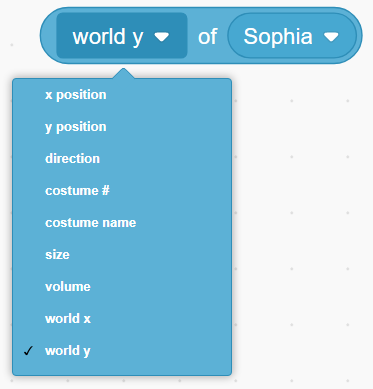 world y of Sophia
x position
y position
direction
costume #
costume name
size
volume
world x
✓ world y